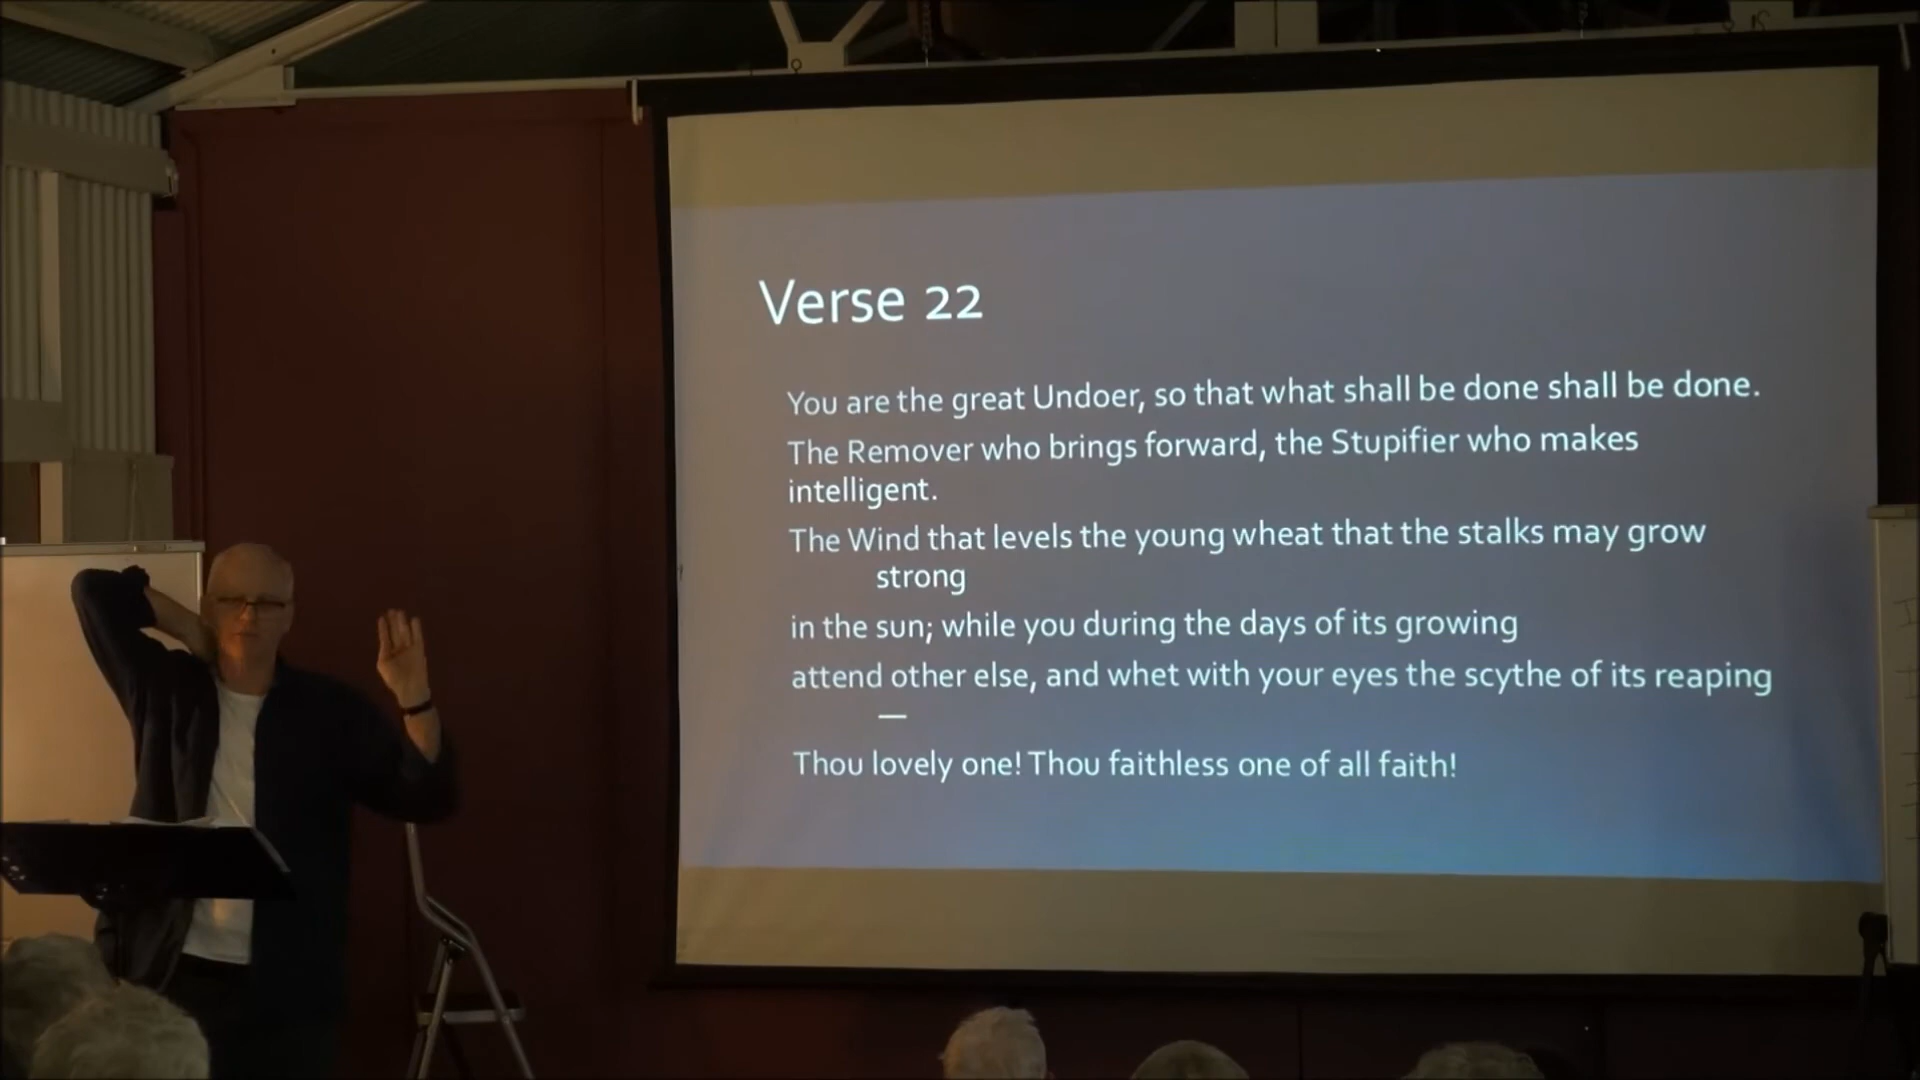 Verse 22
You are the great Undoer, so that what shall be done shall be done.
The Remover who brings forward, the Stupifier who makes
intelligent.
The Wind that levels the young wheat that the stalks may grow
strong
in the sun; while you during the days of its growing
attend other else, and whet with your eyes the scythe of its reaping
—
Thou lovely one! Thou faithless one of all faith!